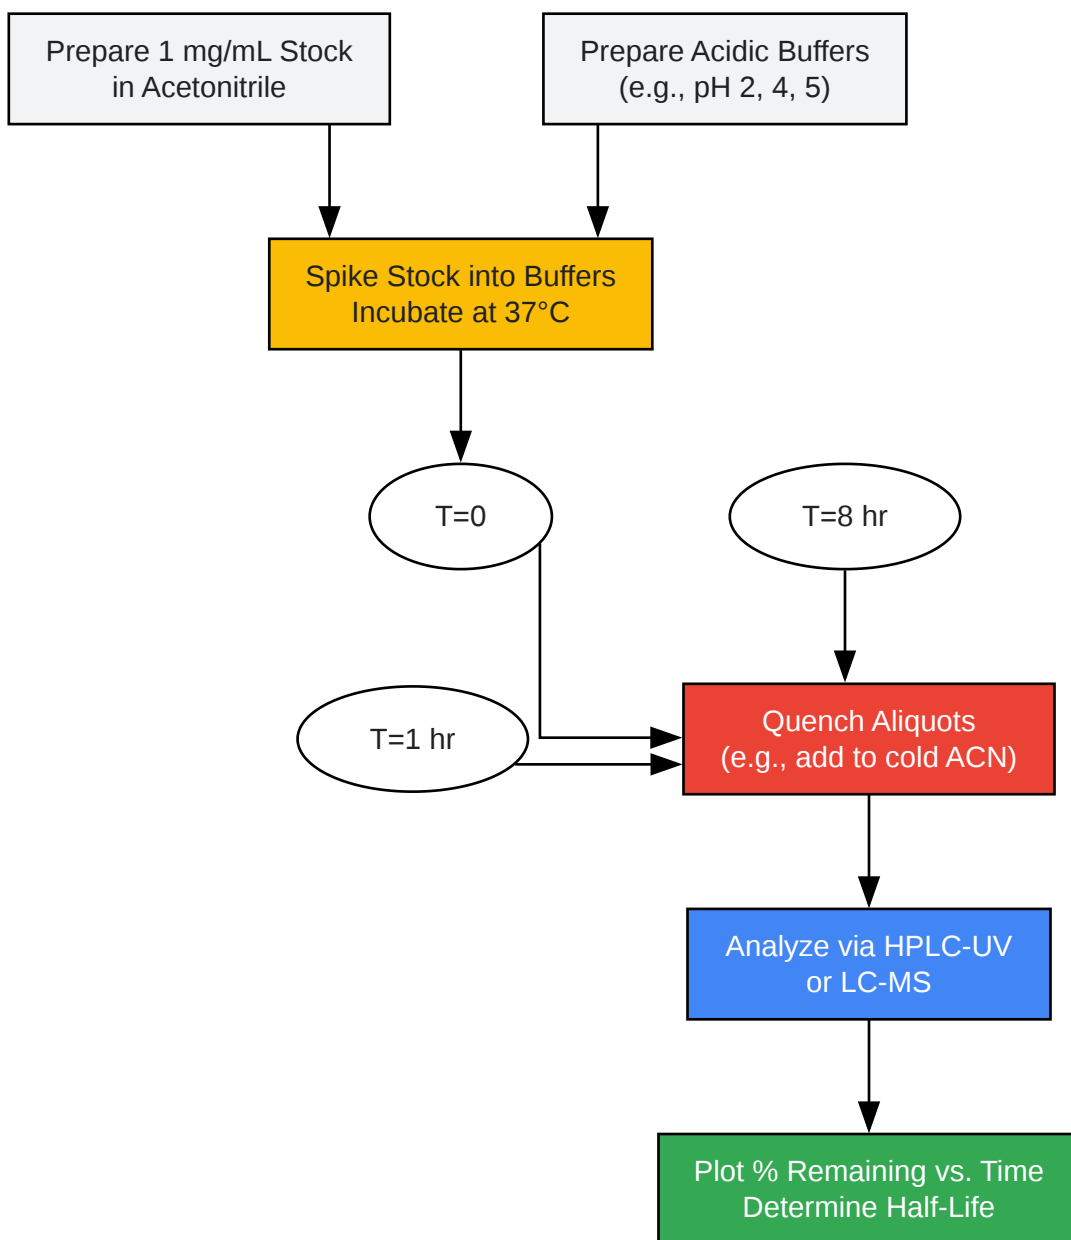 Prepare 1 mg/mL Stock
in Acetonitrile
Prepare Acidic Buffers
(e.g., pH 2, 4, 5)
Spike Stock into Buffers
Incubate at 37°C
T=0
T=8 hr
T=1 hr
Quench Aliquots
(e.g., add to cold ACN)
Analyze via HPLC-UV
or LC-MS
Plot % Remaining vs. Time
Determine Half-Life